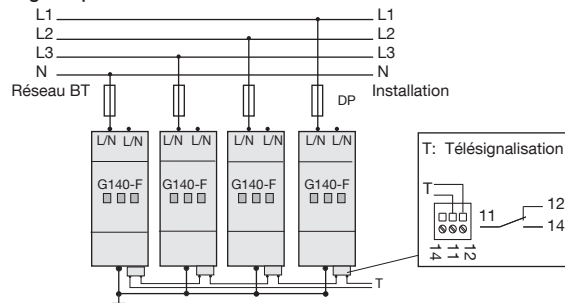 L1 L1
L2 L2
L3 L3
N N
Réseau BT DP Installation
L/N L/N L/N L/N L/N L/N L/N L/N
G140-F G140-F G140-F G140-F
T
T: Télésignalisation
T
11 12
14
14 11 12